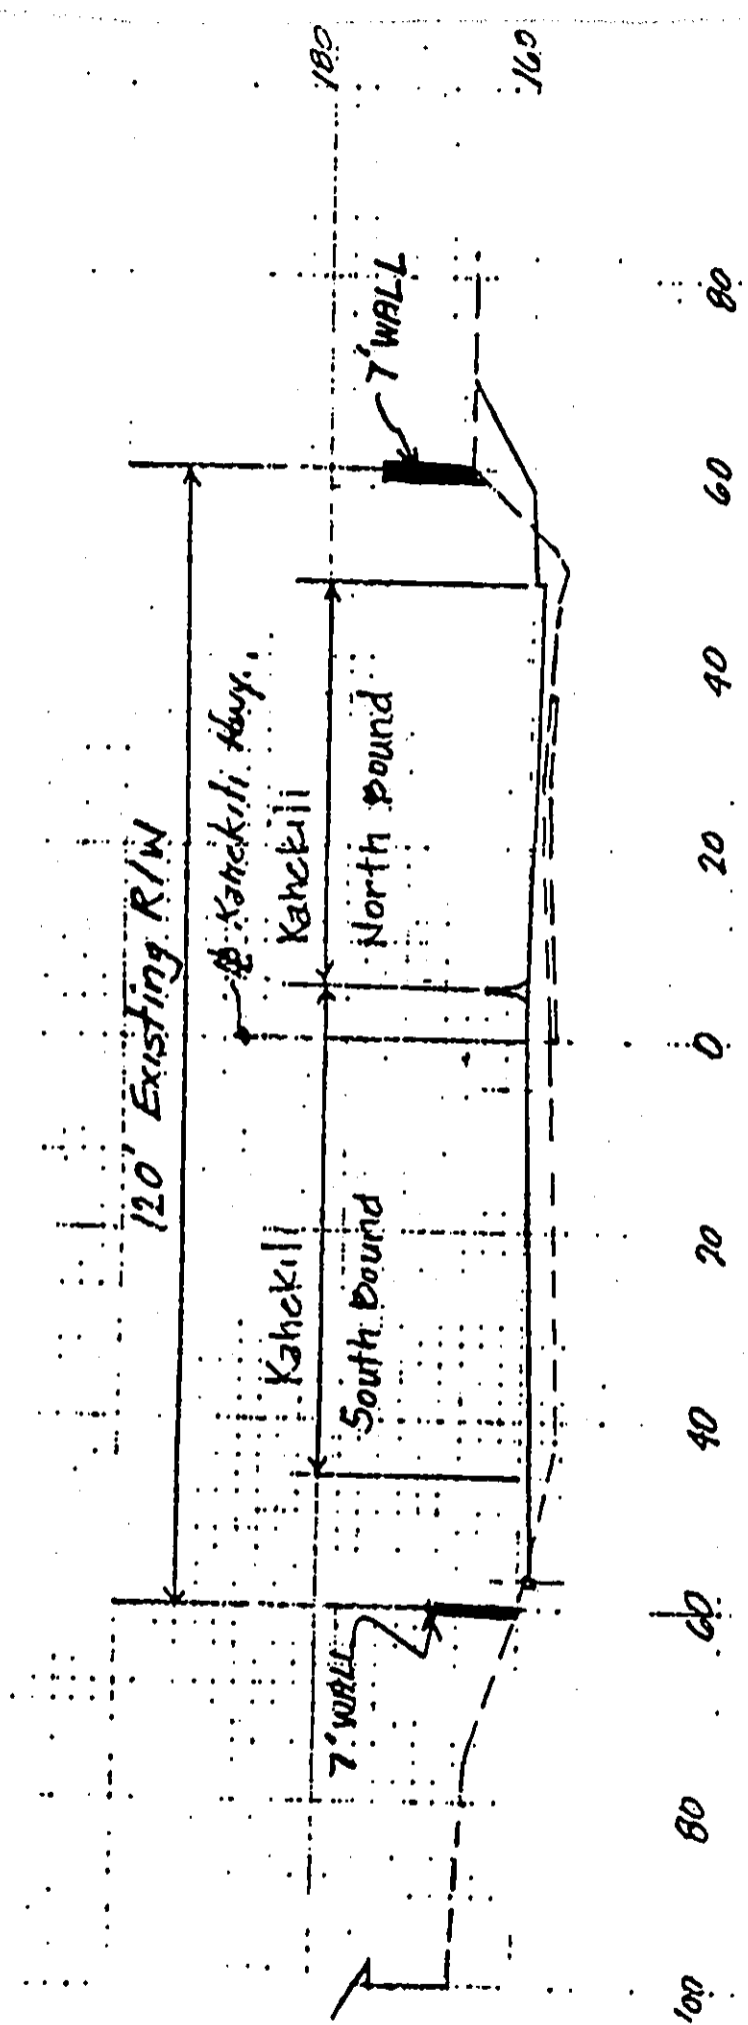 180
160
7' WALL
120' Existing R/W
℄ Kahekili Hwy.
Kahekili
North Bound
Kahekili
South Bound
7' WALL
100
80
60
40
20
0
20
40
60
80